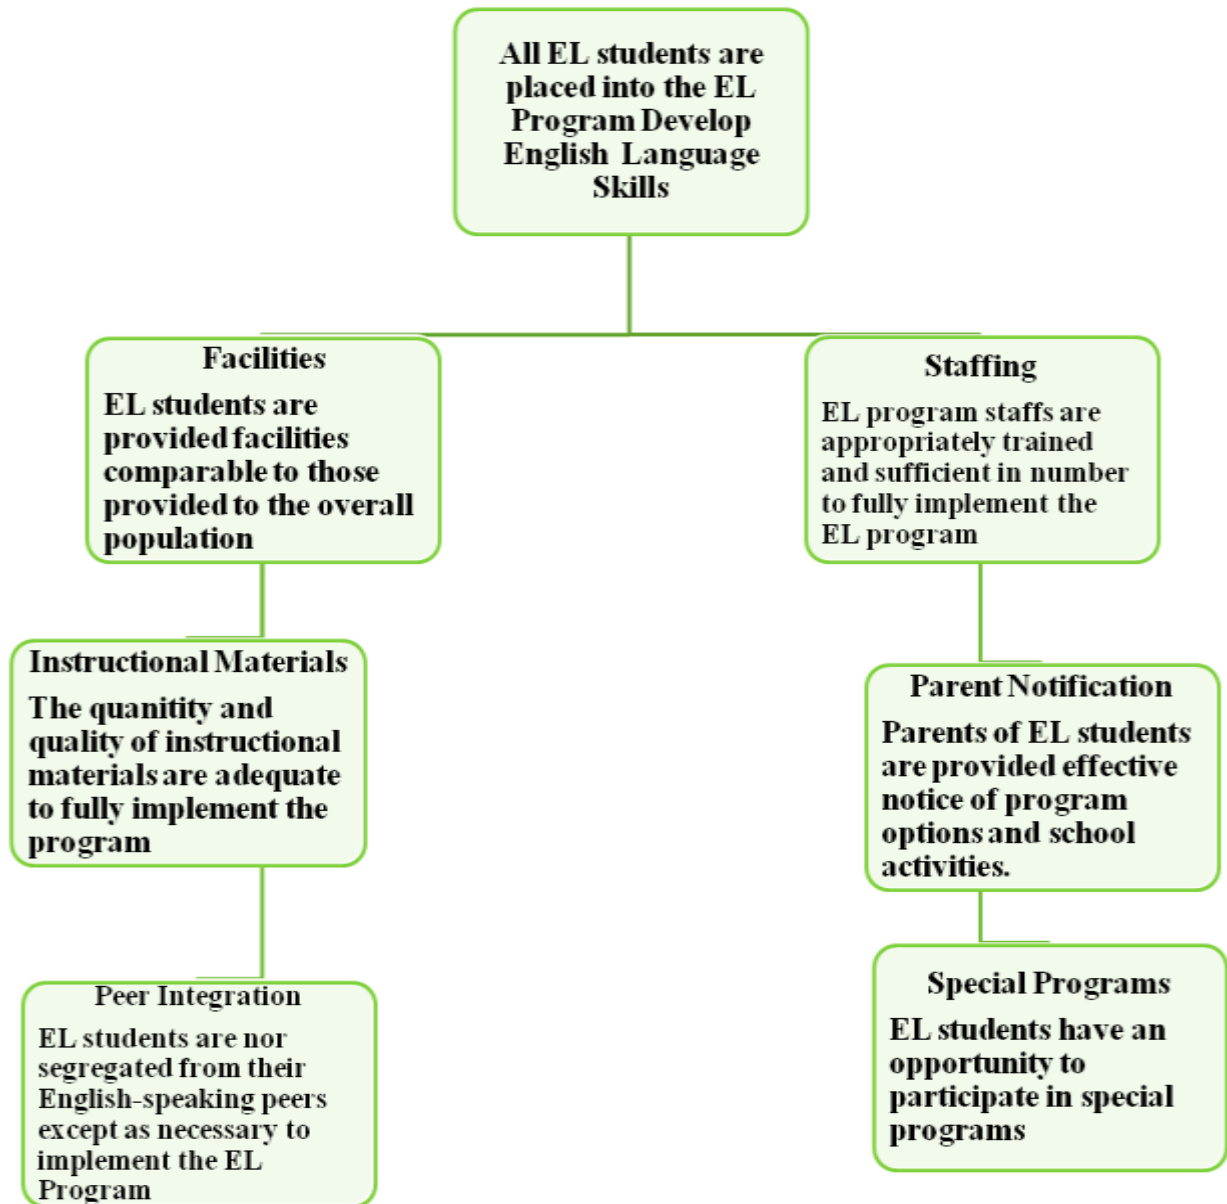 All EL students are
placed into the EL
Program Develop
English Language
Skills
Facilities
EL students are
provided facilities
comparable to those
provided to the overall
population
Staffing
EL program staffs are
appropriately trained
and sufficient in number
to fully implement the
EL program
Instructional Materials
The quanitity and
quality of instructional
materials are adequate
to fully implement the
program
Parent Notification
Parents of EL students
are provided effective
notice of program
options and school
activities.
Peer Integration
EL students are nor
segregated from their
English-speaking peers
except as necessary to
implement the EL
Program
Special Programs
EL students have an
opportunity to
participate in special
programs